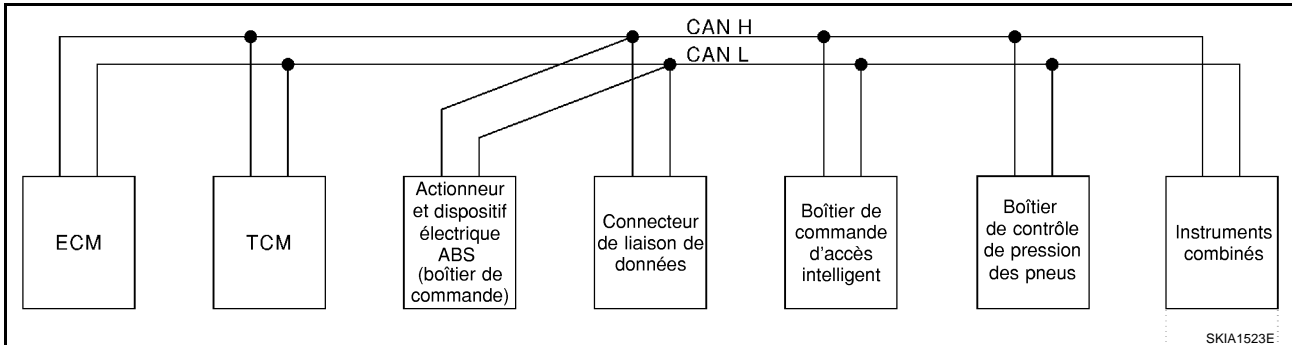 CAN H
CAN L
ECM
TCM
Actionneur
et dispositif
électrique
ABS
(boîtier de
commande)
Connecteur
de liaison de
données
Boîtier de
commande
d'accès
intelligent
Boîtier
de contrôle
de pression
des pneus
Instruments
combinés
SKIA1523E